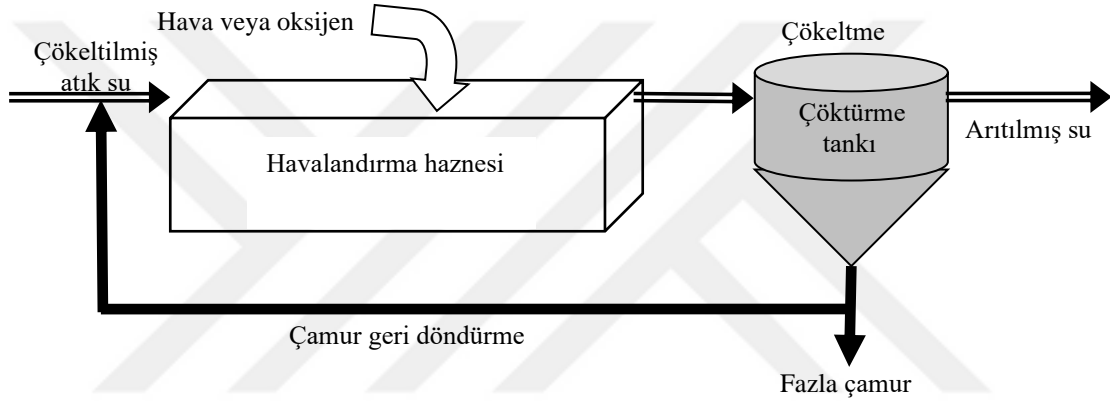 Hava veya oksijen
Çökeltilmiş
atık su
Çökeltme
Çöktürme
tankı
Arıtılmış su
Havalandırma haznesi
Çamur geri döndürme
Fazla çamur